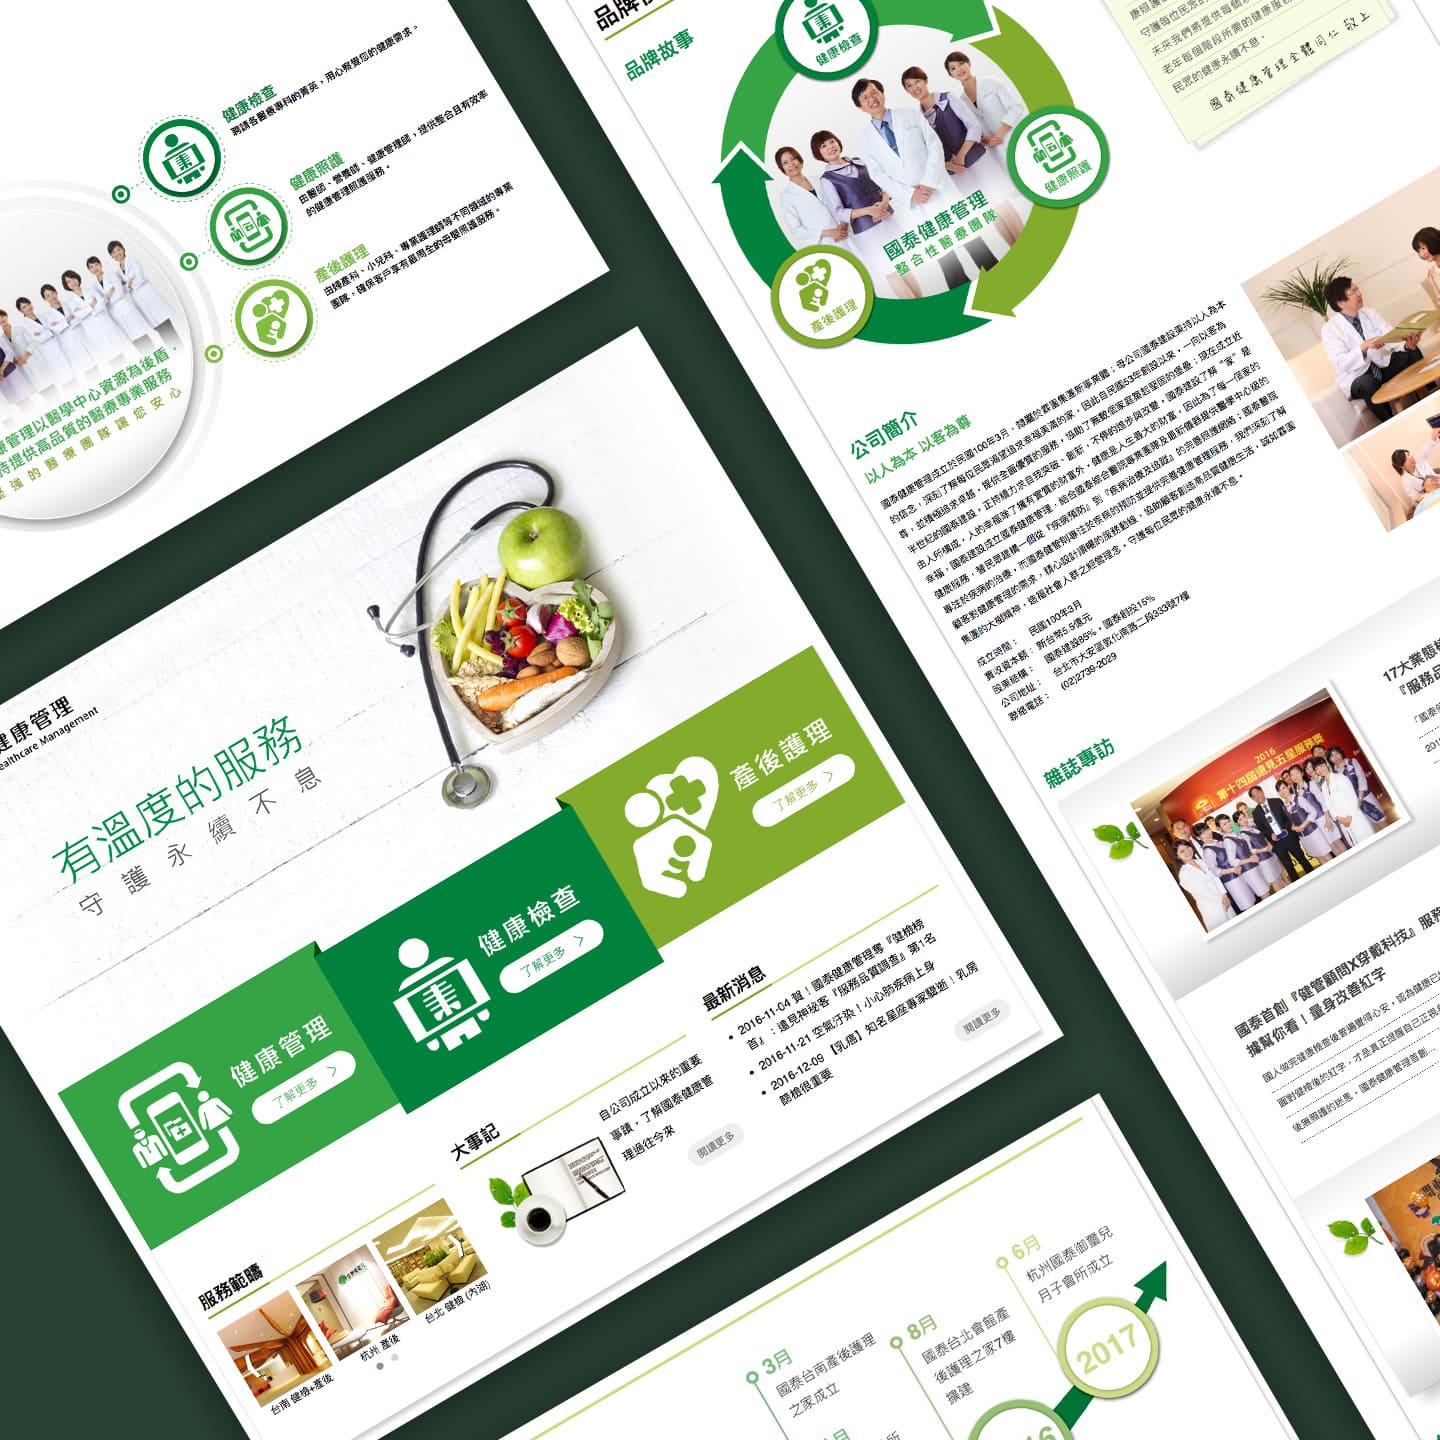 健康檢查
聘請各醫療專科的菁英，用心察覺您的健康需求。
健康照護
由醫師、營養師、健康管理師，提供整合且有效率
的健康管理照護服務。
產後護理
由婦產科、小兒科、專業護理師等不同領域的專業
團隊，確保客戶享有最周全的母嬰照護服務。
康管理以醫學中心資源為後盾，
時提供高品質的醫療專業服務
堅強的醫療團隊讓您安心
品牌故事
健康檢查
健康照護
產後護理
國泰健康管理
整合性醫療團隊
守護每位民眾的
未來我們將提供每個
老年每個階段所需的健康服務
民眾的健康永續不息。
國泰健康管理全體同仁 敬上
公司簡介
以人為本 以客為尊
國泰健康管理成立於民國100年3月，隸屬於霖園集團新事業體；母公司國泰建設秉持以人為本
的信念，深刻了解每位民眾渴望追求幸福美滿的家，因此自民國53年創設以來，一向以客為
尊，並積極追求卓越，提供全面優質的服務，協助了無數您家庭築起堅固的堡壘；現在成立近
半世紀的國泰建設，正持續力求自我突破、創新，不停的進步與改變，國泰建設了解“家”是
由人所構成，人的幸福除了擁有實質的財富外，健康是人生最大的財富，因此為了每一個家的
幸福，國泰建設成立國泰健康管理，結合國泰綜合醫院專業團隊及最新儀器提供醫學中心級的
健康服務，替民眾建構一個從『疾病預防』到『疾病治療及追蹤』的完善照護網絡；國泰醫院
專注於疾病的治療，而國泰健管則專注於疾病的預防並提供完善健康管理服務，我們深刻了解
顧客對健康管理的需求，精心設計順暢的服務動線，協助顧客創造高品質健康生活，誠如霖園
集團的大樹精神，造福社會人群之經營理念，守護每位民眾的健康永續不息。
成立時間： 民國100年3月
實收資本額： 新台幣5.5億元
股東結構： 國泰建設85%，國泰創投15%
公司地址： 台北市大安區敦化南路二段333號7樓
聯絡電話： (02)2739-2029
雜誌專訪
2016
第十四屆遠見五星服務獎
17大業態
『服務品
國泰首創『健管顧問X穿戴科技』服務
據幫你看！量身改善紅字
國人做完健康檢查後普遍覺得心安，認為健康已
面對健檢後的紅字，才是真正提醒自己正視
後無照護的迷思，國泰健康管理首創...
健康管理
ealthcare Management
有溫度的服務
守護永續不息
健康管理
了解更多
健康檢查
了解更多
產後護理
了解更多
服務範疇
台南 健檢+產後
杭州 產後
台北 健檢 (內湖)
大事記
自公司成立以來的重要
事蹟，了解國泰健康管
理過往今來
閱讀更多
最新消息
2016-11-04 賀！國泰健康管理奪『健檢榜
首』；遠見神秘客『服務品質調查』第1名
2016-11-21 空氣汙染！小心肺疾病上身
2016-12-09 【乳癌】知名星座專家驟逝！乳房
篩檢很重要
閱讀更多
3月
國泰台南產後護理
之家成立
8月
國泰台北會館產
後護理之家7樓
擴建
6月
杭州國泰御璽兒
月子會所成立
2017